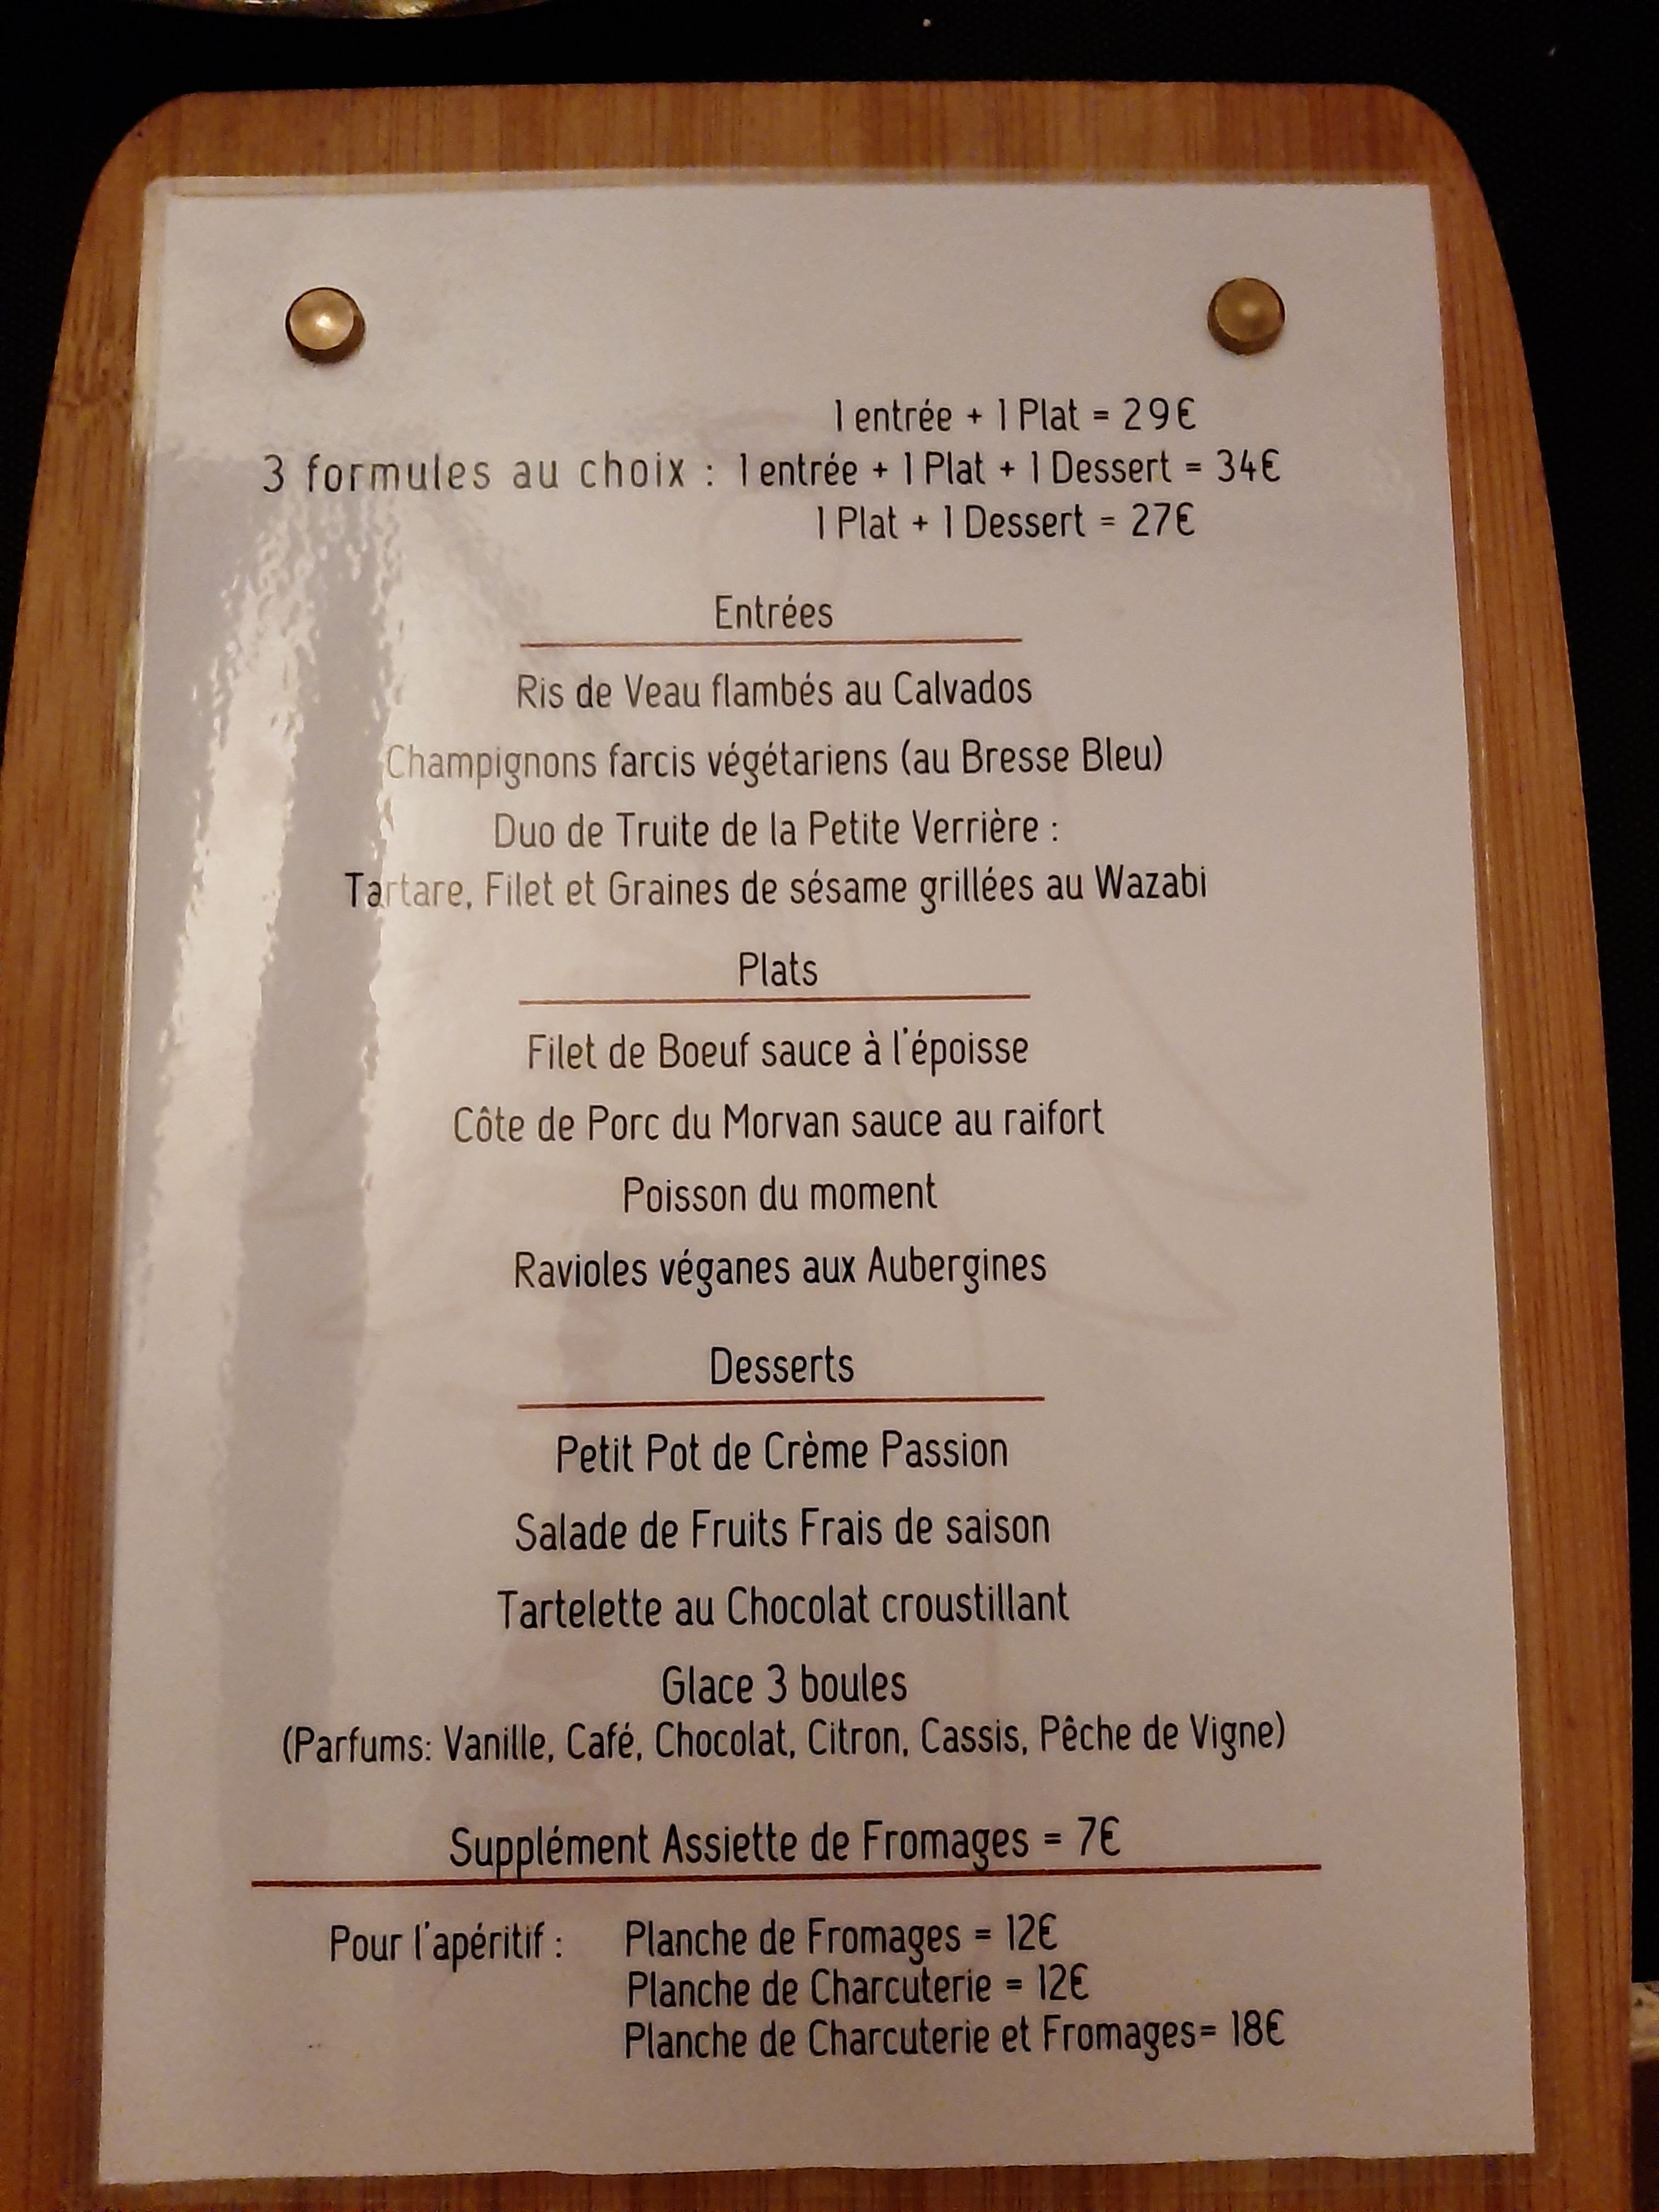 1 entrée + 1 Plat = 29€
3 formules au choix : 1 entrée + 1 Plat + 1 Dessert = 34€
1 Plat + 1 Dessert = 27€
Entrées
Ris de Veau flambés au Calvados
Champignons farcis végétariens (au Bresse Bleu)
Duo de Truite de la Petite Verrière :
Tartare, Filet et Graines de sésame grillées au Wazabi
Plats
Filet de Boeuf sauce à l'époisse
Côte de Porc du Morvan sauce au raifort
Poisson du moment
Ravioles véganes aux Aubergines
Desserts
Petit Pot de Crème Passion
Salade de Fruits Frais de saison
Tartelette au Chocolat croustillant
Glace 3 boules
(Parfums: Vanille, Café, Chocolat, Citron, Cassis, Pêche de Vigne)
Supplément Assiette de Fromages = 7€
Pour l'apéritif : Planche de Fromages = 12€
Planche de Charcuterie = 12€
Planche de Charcuterie et Fromages= 18€